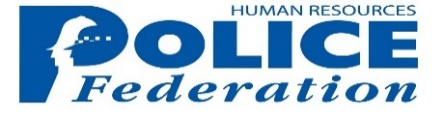 HUMAN RESOURCES
POLICE
Federation